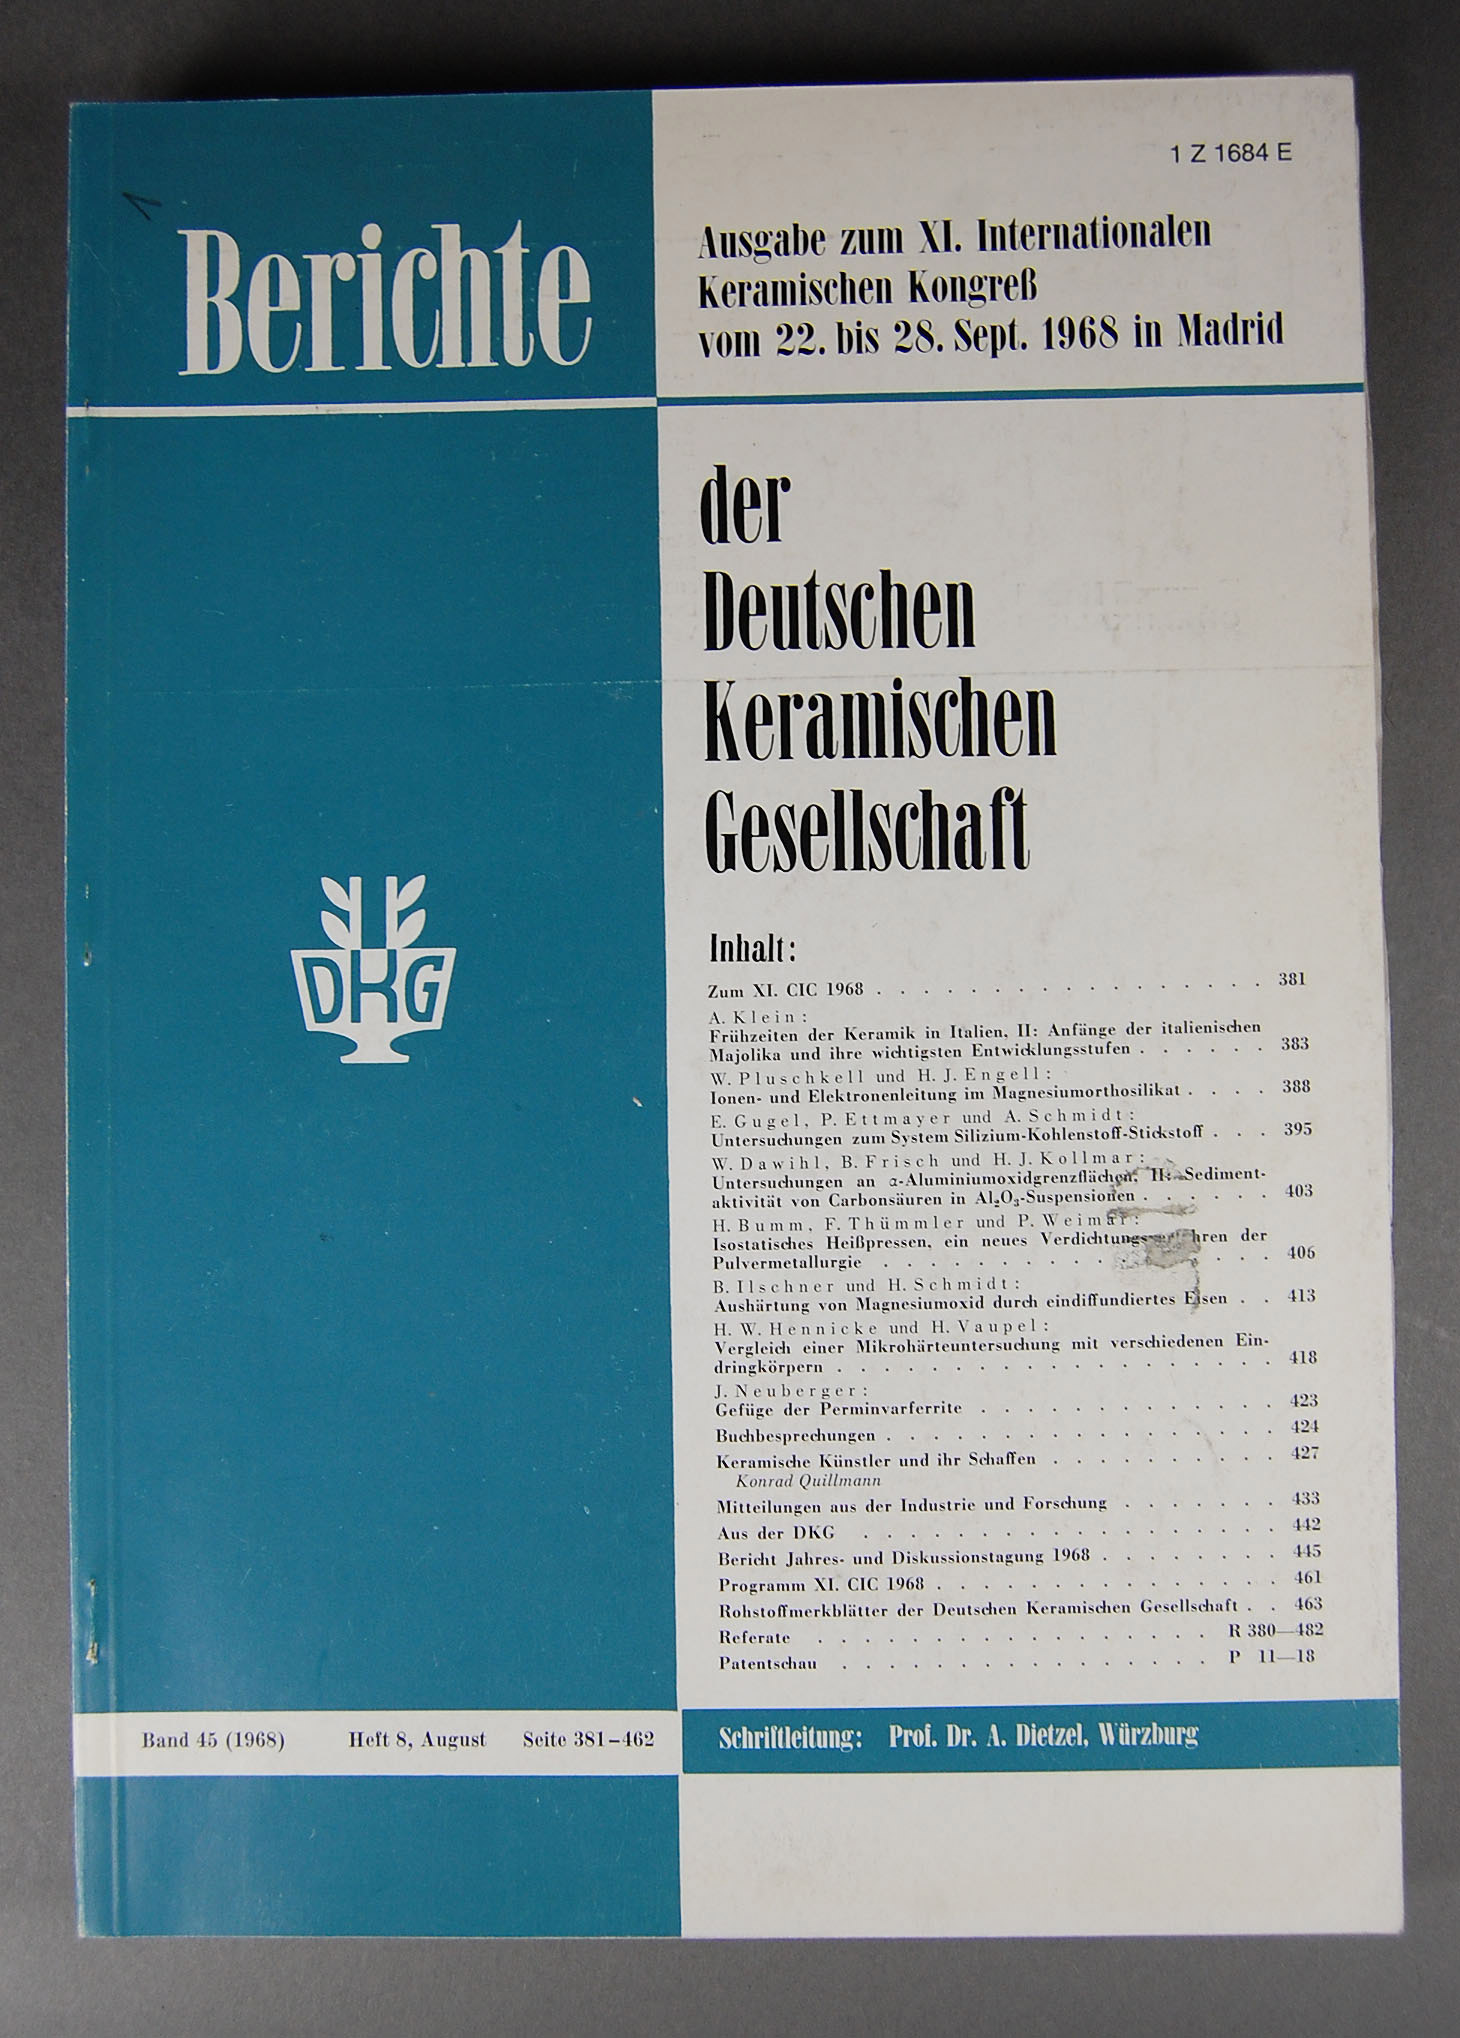 1 Z 1684 E
Berichte
Ausgabe zum XI. Internationalen
Keramischen Kongreß
vom 22. bis 28. Sept. 1968 in Madrid
der
Deutschen
Keramischen
Gesellschaft
DKG
Inhalt:
Zum XI. CIC 1968 . . . . . . . . . . . . . . . . . 381
A. Klein:
Frühzeiten der Keramik in Italien, II: Anfänge der italienischen
Majolika und ihre wichtigsten Entwicklungsstufen . . . . . . 383
W. Pluschkell und H. J. Engell:
Ionen- und Elektronenleitung im Magnesiumorthosilikat . . . . 388
E. Gugel, P. Ettmayer und A. Schmidt:
Untersuchungen zum System Silizium-Kohlenstoff-Stickstoff . . . 395
W. Dawihl, B. Frisch und H. J. Kollmar:
Untersuchungen an α-Aluminiumoxidgrenzflächen, II: Sediment-
aktivität von Carbonsäuren in Al₂O₃-Suspensionen . . . . . . 403
H. Bumm, F. Thümmler und P. Weimar:
Isostatisches Heißpressen, ein neues Verdichtungsverfahren der
Pulvermetallurgie . . . . . . . . . . . . . 406
B. Ilschner und H. Schmidt:
Aushärtung von Magnesiumoxid durch eindiffundiertes Eisen . . 413
H. W. Hennicke und H. Vaupel:
Vergleich einer Mikrohärteuntersuchung mit verschiedenen Ein-
dringkörpern . . . . . . . . . . . . . . . . . . . 418
J. Neuberger:
Gefüge der Perminvarferrite . . . . . . . . . . . . . 423
Buchbesprechungen . . . . . . . . . . . . . . . . . 424
Keramische Künstler und ihr Schaffen . . . . . . . . . . 427
Konrad Quillmann
Mitteilungen aus der Industrie und Forschung . . . . . . . 433
Aus der DKG . . . . . . . . . . . . . . . . . . 442
Bericht Jahres- und Diskussionstagung 1968 . . . . . . . . 445
Programm XI. CIC 1968 . . . . . . . . . . . . . . . 461
Rohstoffmerkblätter der Deutschen Keramischen Gesellschaft . . 463
Referate . . . . . . . . . . . . . . . . . R 380—482
Patentschau . . . . . . . . . . . . . . . . P 11—18
Band 45 (1968) Heft 8, August Seite 381–462
Schriftleitung: Prof. Dr. A. Dietzel, Würzburg